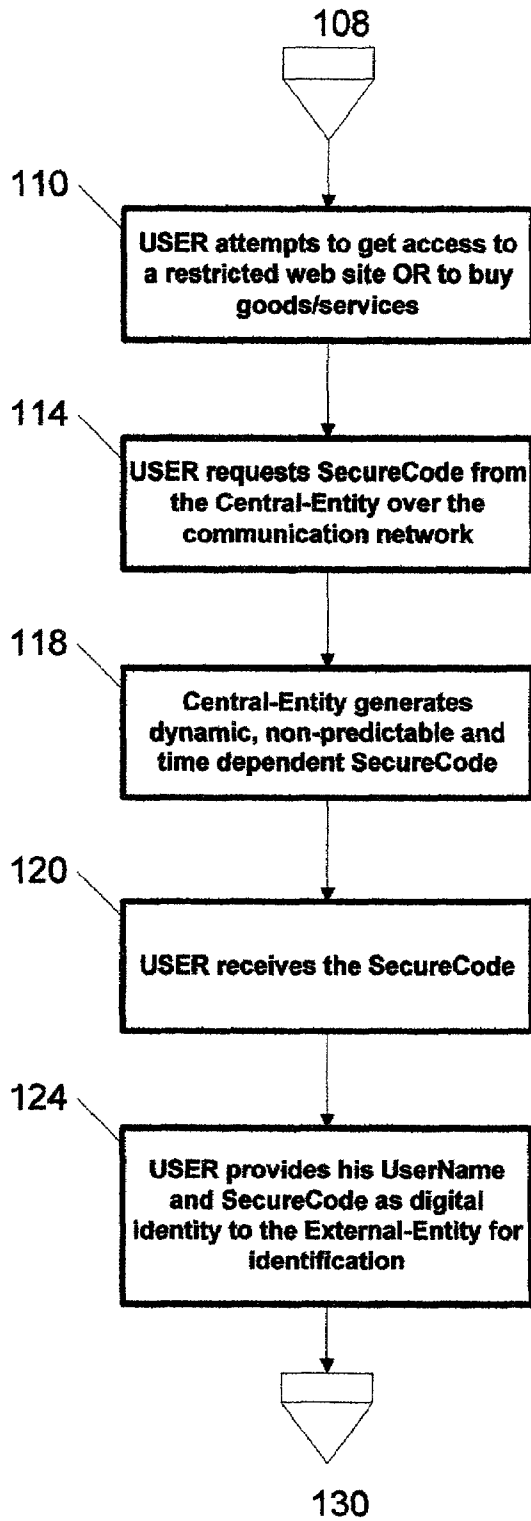 108
110
USER attempts to get access to
a restricted web site OR to buy
goods/services
114
USER requests SecureCode from
the Central-Entity over the
communication network
118
Central-Entity generates
dynamic, non-predictable and
time dependent SecureCode
120
USER receives the SecureCode
124
USER provides his UserName
and SecureCode as digital
identity to the External-Entity for
identification
130